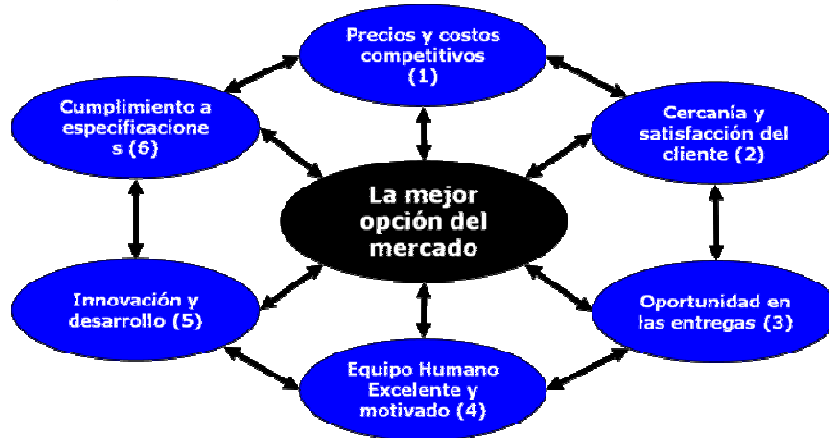 Precios y costos
competitivos
(1)
Cumplimiento a
especificacione
s (6)
Cercanía y
satisfacción del
cliente (2)
La mejor
opción del
mercado
Innovación y
desarrollo (5)
Oportunidad en
las entregas (3)
Equipo Humano
Excelente y
motivado (4)